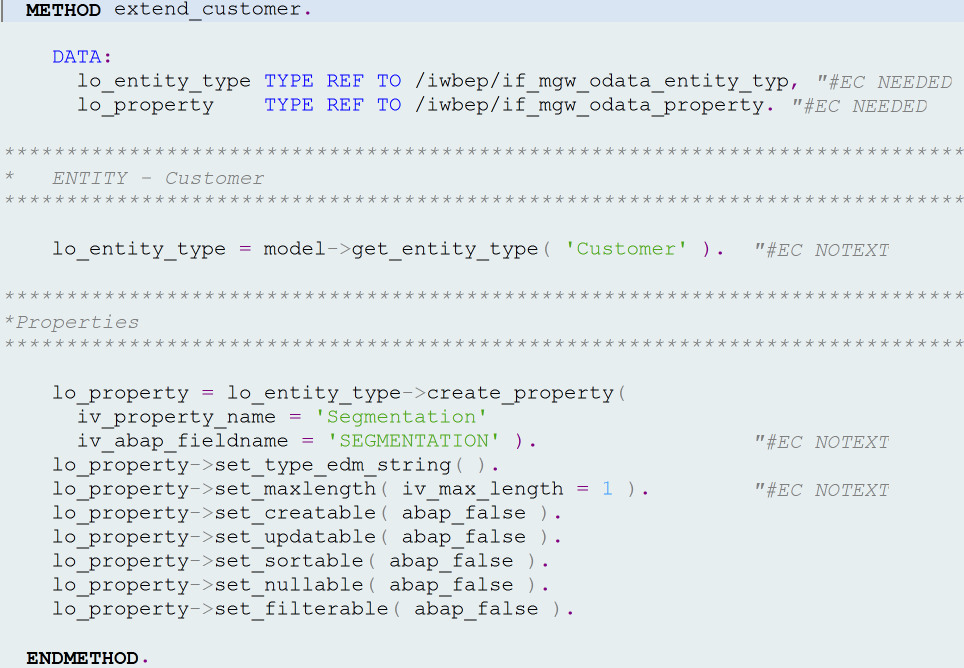 METHOD extend_customer.
DATA:
lo_entity_type TYPE REF TO /iwbep/if_mgw_odata_entity_typ, "#EC NEEDED
lo_property    TYPE REF TO /iwbep/if_mgw_odata_property. "#EC NEEDED
******************************************************************************
*   ENTITY - Customer
******************************************************************************
lo_entity_type = model->get_entity_type( 'Customer' ).  "#EC NOTEXT
******************************************************************************
*Properties
******************************************************************************
lo_property = lo_entity_type->create_property(
iv_property_name = 'Segmentation'
iv_abap_fieldname = 'SEGMENTATION' ).                 "#EC NOTEXT
lo_property->set_type_edm_string( ).
lo_property->set_maxlength( iv_max_length = 1 ).        "#EC NOTEXT
lo_property->set_creatable( abap_false ).
lo_property->set_updatable( abap_false ).
lo_property->set_sortable( abap_false ).
lo_property->set_nullable( abap_false ).
lo_property->set_filterable( abap_false ).
ENDMETHOD.